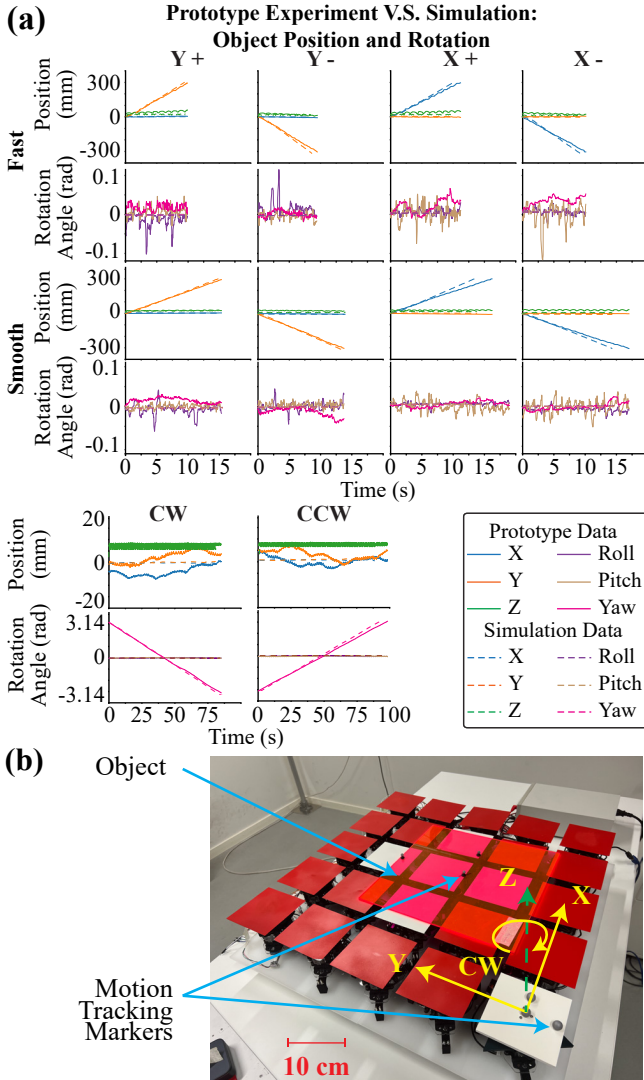 (a)
Prototype Experiment V.S. Simulation:
Object Position and Rotation
Y + Y - X + X -
Fast
Position
(mm)
300
0
-300
Rotation
Angle (rad)
0.1
0
-0.1
Smooth
Position
(mm)
300
0
-300
Rotation
Angle (rad)
0.1
0
-0.1
0 5 10 15 0 5 10 15 0 5 10 15 0 5 10 15
Time (s)
CW CCW
Position
(mm)
20
0
-20
Rotation
Angle (rad)
3.14
0
-3.14
0 25 50 75 0 25 50 75 100
Time (s)
Prototype Data
X Roll
Y Pitch
Z Yaw
Simulation Data
X Roll
Y Pitch
Z Yaw
(b)
Object
Motion
Tracking
Markers
Z
X
Y
CW
10 cm